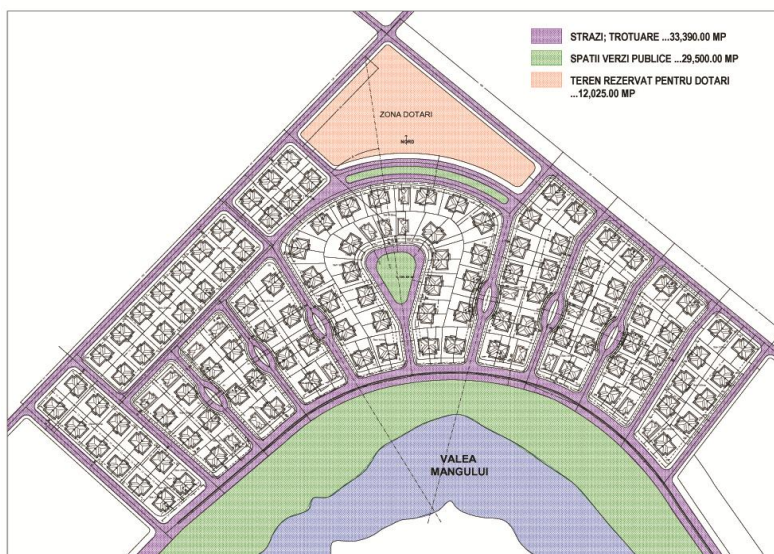 STRAZI; TROTUARE ...33,390.00 MP
SPATII VERZI PUBLICE ...29,500.00 MP
TEREN REZERVAT PENTRU DOTARI
...12,025.00 MP
ZONA DOTARI
NORD
VALEA
MANGULUI